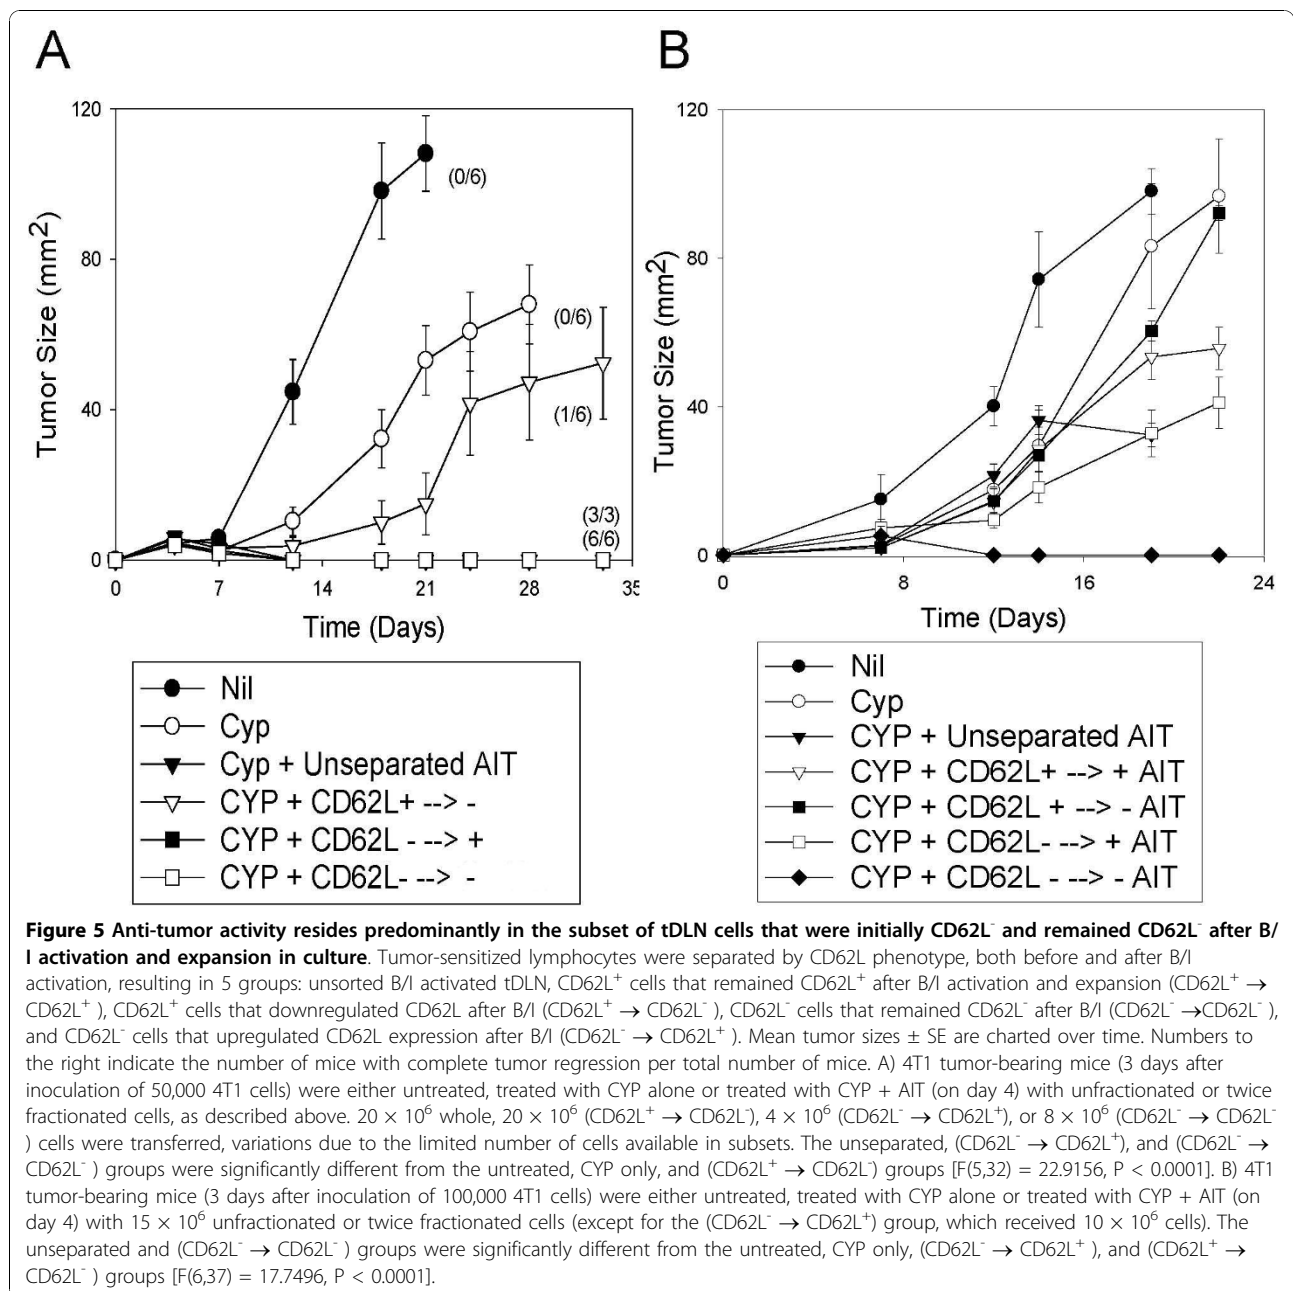 A
B
120
80
40
0
Tumor Size (mm²)
(0/6)
(0/6)
(1/6)
(3/3)
(6/6)
0 7 14 21 28 35
Time (Days)
Nil
Cyp
Cyp + Unseparated AIT
CYP + CD62L+ --> -
CYP + CD62L - --> +
CYP + CD62L- --> -
120
80
40
0
Tumor Size (mm²)
0 8 16 24
Time (Days)
Nil
Cyp
CYP + Unseparated AIT
CYP + CD62L+ --> + AIT
CYP + CD62L + --> - AIT
CYP + CD62L- --> + AIT
CYP + CD62L - --> - AIT
Figure 5 Anti-tumor activity resides predominantly in the subset of tDLN cells that were initially CD62L⁻ and remained CD62L⁻ after B/
I activation and expansion in culture. Tumor-sensitized lymphocytes were separated by CD62L phenotype, both before and after B/I
activation, resulting in 5 groups: unsorted B/I activated tDLN, CD62L⁺ cells that remained CD62L⁺ after B/I activation and expansion (CD62L⁺ →
CD62L⁺ ), CD62L⁺ cells that downregulated CD62L after B/I (CD62L⁺ → CD62L⁻ ), CD62L⁻ cells that remained CD62L⁻ after B/I (CD62L⁻ →CD62L⁻ ),
and CD62L⁻ cells that upregulated CD62L expression after B/I (CD62L⁻ → CD62L⁺ ). Mean tumor sizes ± SE are charted over time. Numbers to
the right indicate the number of mice with complete tumor regression per total number of mice. A) 4T1 tumor-bearing mice (3 days after
inoculation of 50,000 4T1 cells) were either untreated, treated with CYP alone or treated with CYP + AIT (on day 4) with unfractionated or twice
fractionated cells, as described above. 20 × 10⁶ whole, 20 × 10⁶ (CD62L⁺ → CD62L⁻), 4 × 10⁶ (CD62L⁻ → CD62L⁺), or 8 × 10⁶ (CD62L⁻ → CD62L⁻
) cells were transferred, variations due to the limited number of cells available in subsets. The unseparated, (CD62L⁻ → CD62L⁺), and (CD62L⁻ →
CD62L⁻ ) groups were significantly different from the untreated, CYP only, and (CD62L⁺ → CD62L⁻) groups [F(5,32) = 22.9156, P < 0.0001]. B) 4T1
tumor-bearing mice (3 days after inoculation of 100,000 4T1 cells) were either untreated, treated with CYP alone or treated with CYP + AIT (on
day 4) with 15 × 10⁶ unfractionated or twice fractionated cells (except for the (CD62L⁻ → CD62L⁺) group, which received 10 × 10⁶ cells). The
unseparated and (CD62L⁻ → CD62L⁻ ) groups were significantly different from the untreated, CYP only, (CD62L⁻ → CD62L⁺ ), and (CD62L⁺ →
CD62L⁻ ) groups [F(6,37) = 17.7496, P < 0.0001].